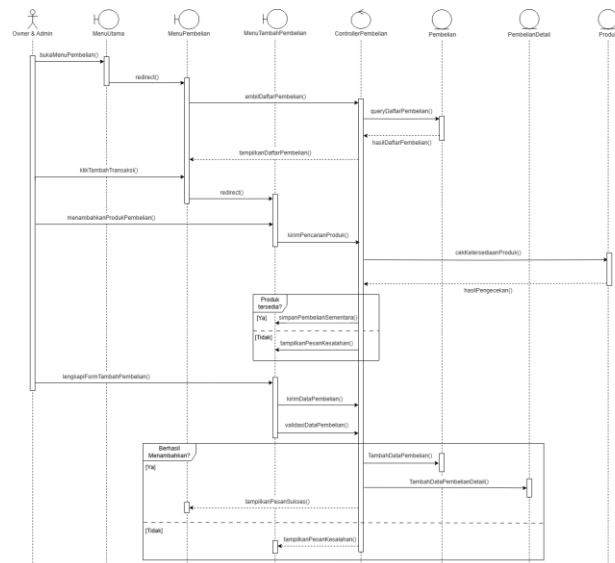 Owner & Admin
MenuUtama
MenuPembelian
MenuTambahPembelian
ControllerPembelian
Pembelian
PembelianDetail
Produk
bukaMenuPembelian()
redirect()
ambilDaftarPembelian()
queryDaftarPembelian()
hasilDaftarPembelian()
tampilkanDaftarPembelian()
klikTambahTransaksi()
redirect()
menambahkanProdukPembelian()
kirimPencarianProduk()
cekKetersediaanProduk()
hasilPengecekan()
Produk
tersedia?
[Ya]
simpanPembelianSementara()
[Tidak]
tampilkanPesanKesalahan()
lengkapiFormTambahPembelian()
kirimDataPembelian()
validasiDataPembelian()
Berhasil
Menambahkan?
[Ya]
TambahDataPembelian()
TambahDataPembelianDetail()
tampilkanPesanSukses()
[Tidak]
tampilkanPesanKesalahan()